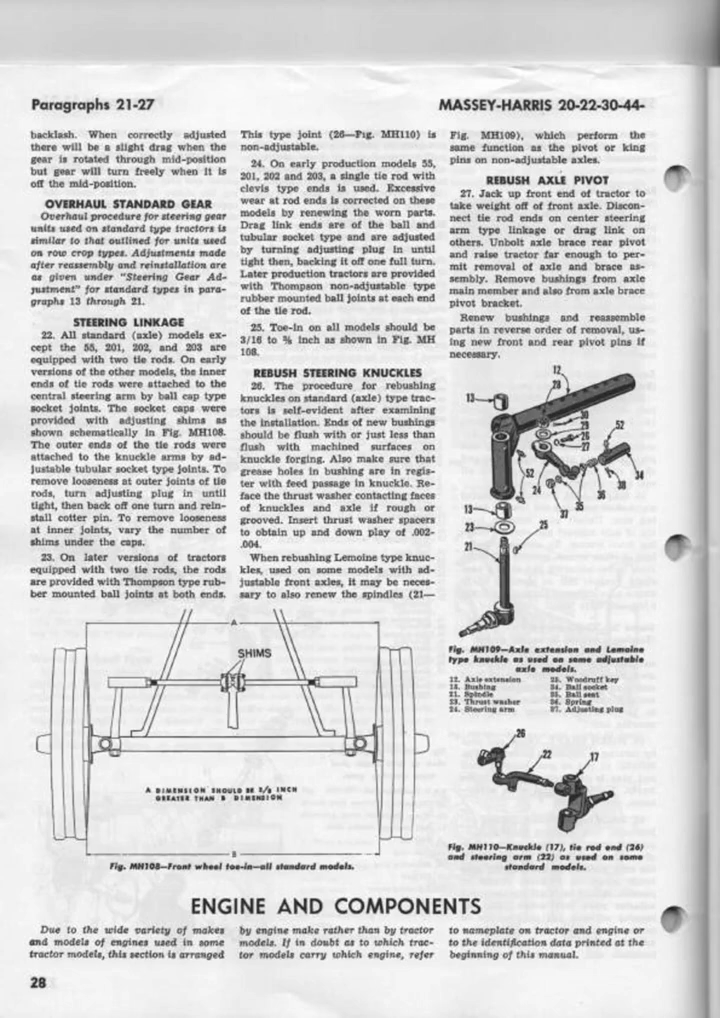 Paragraphs 21-27
MASSEY-HARRIS 20-22-30-44-
backlash. When correctly adjusted
there will be a slight drag when the
gear is rotated through mid-position
but gear will turn freely when it is
off the mid-position.
OVERHAUL STANDARD GEAR
Overhaul procedure for steering gear
units used on standard type tractors is
similar to that outlined for units used
on row crop types. Adjustments made
after reassembly and reinstallation are
as given under "Steering Gear Ad-
justment" for standard types in para-
graphs 13 through 21.
STEERING LINKAGE
22. All standard (axle) models ex-
cept the 55, 201, 202, and 203 are
equipped with two tie rods. On early
versions of the other models, the inner
ends of tie rods were attached to the
central steering arm by ball cap type
socket joints. The socket caps were
provided with adjusting shims as
shown schematically in Fig. MH108.
The outer ends of the tie rods were
attached to the knuckle arms by ad-
justable tubular socket type joints. To
remove looseness at outer joints of tie
rods, turn adjusting plug in until
tight, then back off one turn and rein-
stall cotter pin. To remove looseness
at inner joints, vary the number of
shims under the caps.
23. On later versions of tractors
equipped with two tie rods, the rods
are provided with Thompson type rub-
ber mounted ball joints at both ends.
This type joint (26—Fig. MH110) is
non-adjustable.
24. On early production models 55,
201, 202 and 203, a single tie rod with
clevis type ends is used. Excessive
wear at rod ends is corrected on these
models by renewing the worn parts.
Drag link ends are of the ball and
tubular socket type and are adjusted
by turning adjusting plug in until
tight then, backing it off one full turn.
Later production tractors are provided
with Thompson non-adjustable type
rubber mounted ball joints at each end
of the tie rod.
25. Toe-in on all models should be
3/16 to ⅜ inch as shown in Fig. MH
108.
REBUSH STEERING KNUCKLES
26. The procedure for rebushing
knuckles on standard (axle) type trac-
tors is self-evident after examining
the installation. Ends of new bushings
should be flush with or just less than
flush with machined surfaces on
knuckle forging. Also make sure that
grease holes in bushing are in regis-
ter with feed passage in knuckle. Re-
face the thrust washer contacting faces
of knuckles and axle if rough or
grooved. Insert thrust washer spacers
to obtain up and down play of .002-
.004.
When rebushing Lemoine type knuc-
kles, used on some models with ad-
justable front axles, it may be neces-
sary to also renew the spindles (21—
Fig. MH109), which perform the
same function as the pivot or king
pins on non-adjustable axles.
REBUSH AXLE PIVOT
27. Jack up front end of tractor to
take weight off of front axle. Discon-
nect tie rod ends on center steering
arm type linkage or drag link on
others. Unbolt axle brace rear pivot
and raise tractor far enough to per-
mit removal of axle and brace as-
sembly. Remove bushings from axle
main member and also from axle brace
pivot bracket.
Renew bushings and reassemble
parts in reverse order of removal, us-
ing new front and rear pivot pins if
necessary.
12
28
13
30
29
26
27
52
34
38
36
35
37
52
24
13
23
25
21
Fig. MH109—Axle extension and Lemoine
type knuckle as used on some adjustable
axle models.
12. Axle extension
13. Bushing
21. Spindle
23. Thrust washer
24. Steering arm
25. Woodruff key
34. Ball socket
35. Ball seat
36. Spring
37. Adjusting plug
A
SHIMS
A DIMENSION SHOULD BE 3/8 INCH
GREATER THAN B DIMENSION
B
Fig. MH108—Front wheel toe-in—all standard models.
26
22
17
Fig. MH110—Knuckle (17), tie rod end (26)
and steering arm (22) as used on some
standard models.
ENGINE AND COMPONENTS
Due to the wide variety of makes
and models of engines used in some
tractor models, this section is arranged
by engine make rather than by tractor
models. If in doubt as to which trac-
tor models carry which engine, refer
to nameplate on tractor and engine or
to the identification data printed at the
beginning of this manual.
28